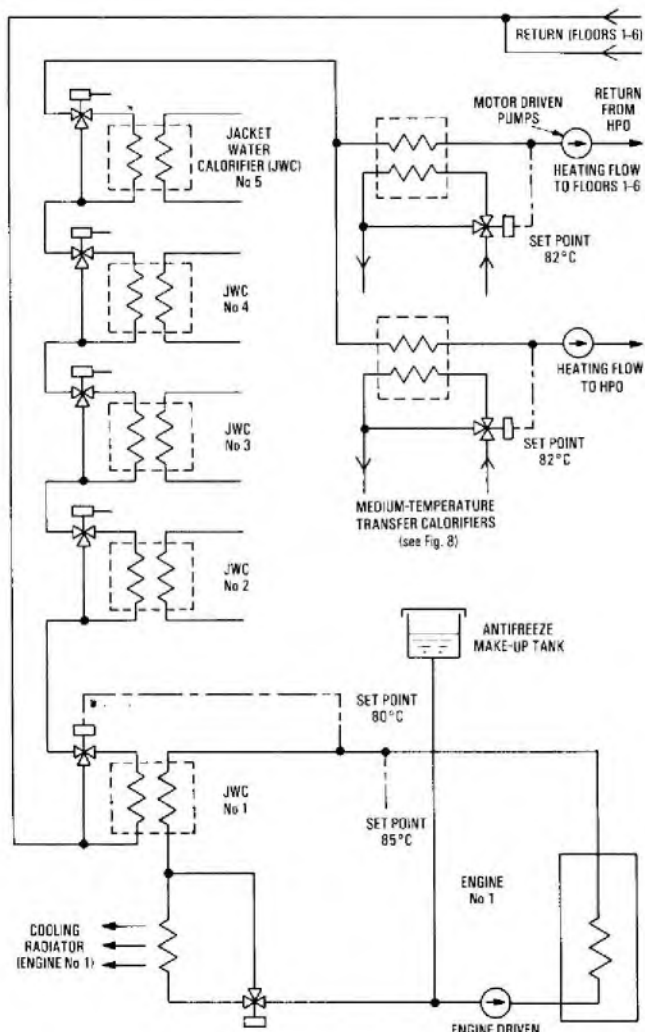 RETURN (FLOORS 1–6)
MOTOR DRIVEN
PUMPS
RETURN
FROM
HPO
JACKET
WATER
CALORIFIER (JWC)
No 5
HEATING FLOW
TO FLOORS 1–6
SET POINT
82°C
JWC
No 4
HEATING FLOW
TO HPO
JWC
No 3
SET POINT
82°C
MEDIUM-TEMPERATURE
TRANSFER CALORIFIERS
(see Fig. 8)
JWC
No 2
ANTIFREEZE
MAKE-UP TANK
SET POINT
80°C
JWC
No 1
SET POINT
85°C
ENGINE
No 1
COOLING
RADIATOR
(ENGINE No 1)
ENGINE DRIVEN